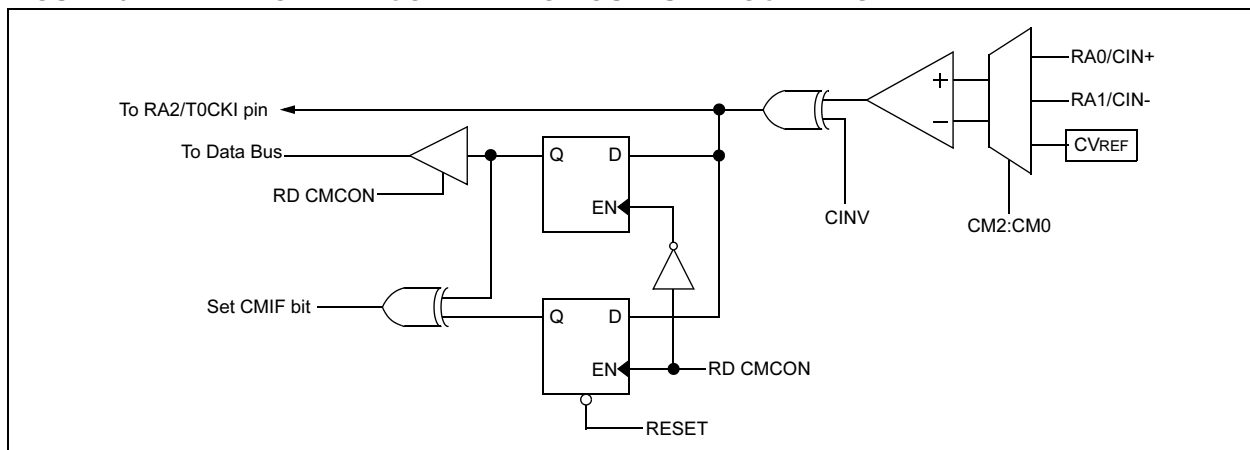 RA0/CIN+
To RA2/T0CKI pin
RA1/CIN-
To Data Bus
Q D
CVREF
RD CMCON
EN
CINV
CM2:CM0
Set CMIF bit
Q D
EN
RD CMCON
RESET
+
−